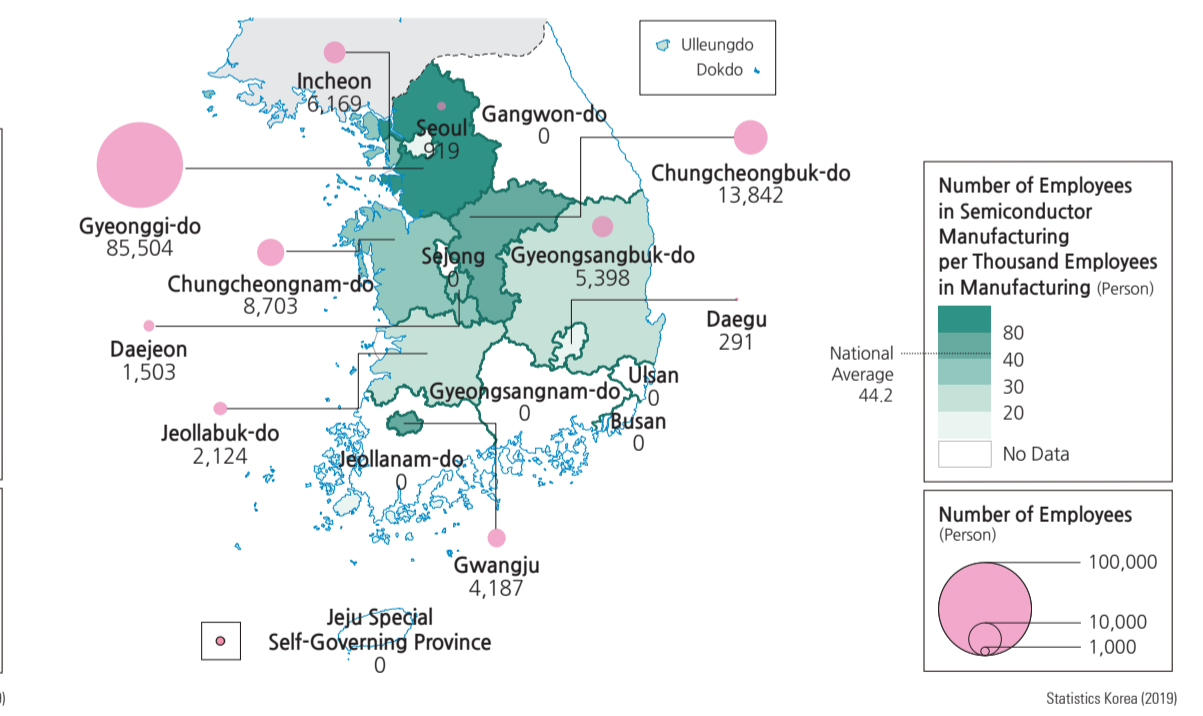 Ulleungdo
Dokdo
Incheon
6,169
Gangwon-do
0
Seoul
919
Chungcheongbuk-do
13,842
Gyeonggi-do
85,504
Sejong
0
Gyeongsangbuk-do
5,398
Chungcheongnam-do
8,703
Daegu
291
Daejeon
1,503
Ulsan
0
Gyeongsangnam-do
0
Busan
0
Jeollabuk-do
2,124
Jeollanam-do
0
Gwangju
4,187
Jeju Special
Self-Governing Province
0
Number of Employees
in Semiconductor
Manufacturing
per Thousand Employees
in Manufacturing (Person)
80
National
Average
44.2
40
30
20
No Data
Number of Employees
(Person)
100,000
10,000
1,000
)
Statistics Korea (2019)